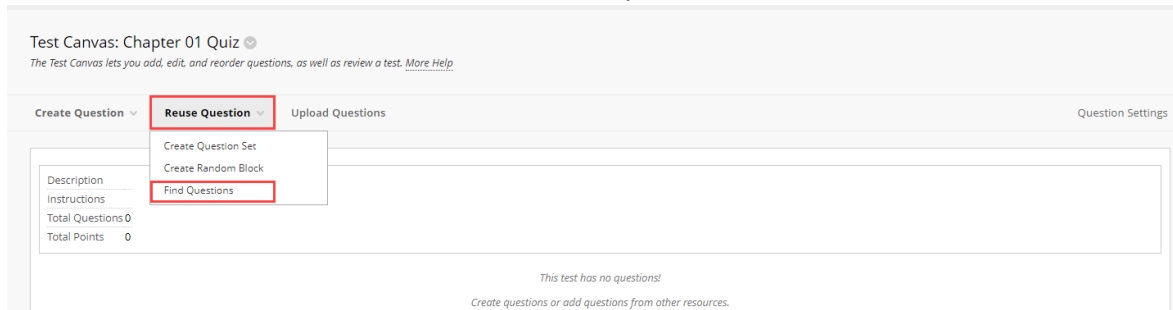 Test Canvas: Chapter 01 Quiz
The Test Canvas lets you add, edit, and reorder questions, as well as review a test. More Help
Create Question Reuse Question Upload Questions Question Settings
Create Question Set
Create Random Block
Find Questions
Description
Instructions
Total Questions 0
Total Points 0
This test has no questions!
Create questions or add questions from other resources.